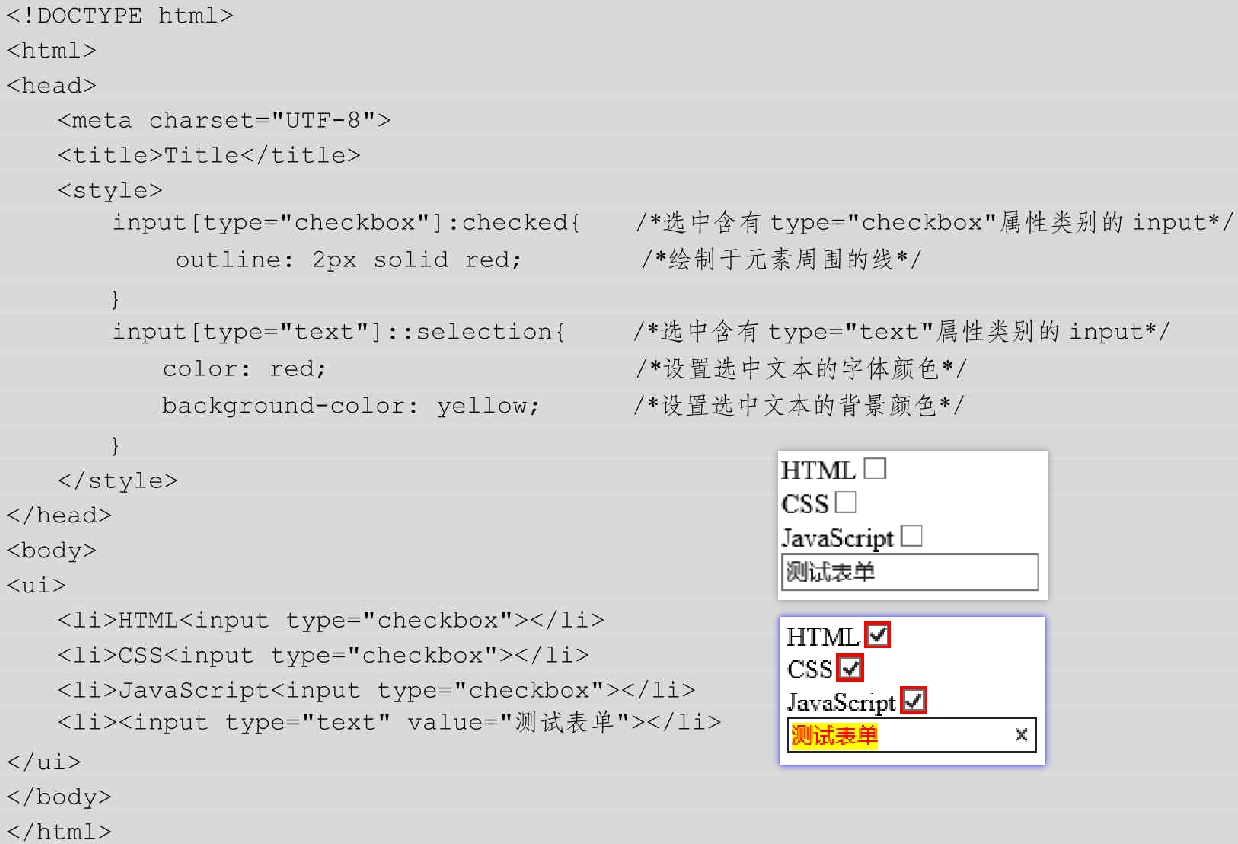 <!DOCTYPE html>
<html>
<head>
<meta charset="UTF-8">
<title>Title</title>
<style>
input[type="checkbox"]:checked{ /*选中含有 type="checkbox"属性类别的 input*/
outline: 2px solid red; /*绘制于元素周围的线*/
}
input[type="text"]::selection{ /*选中含有 type="text"属性类别的 input*/
color: red; /*设置选中文本的字体颜色*/
background-color: yellow; /*设置选中文本的背景颜色*/
}
</style>
</head>
<body>
<ui>
<li>HTML<input type="checkbox"></li>
<li>CSS<input type="checkbox"></li>
<li>JavaScript<input type="checkbox"></li>
<li><input type="text" value="测试表单"></li>
</ui>
</body>
</html>
HTML
CSS
JavaScript
测试表单
HTML
CSS
JavaScript
测试表单